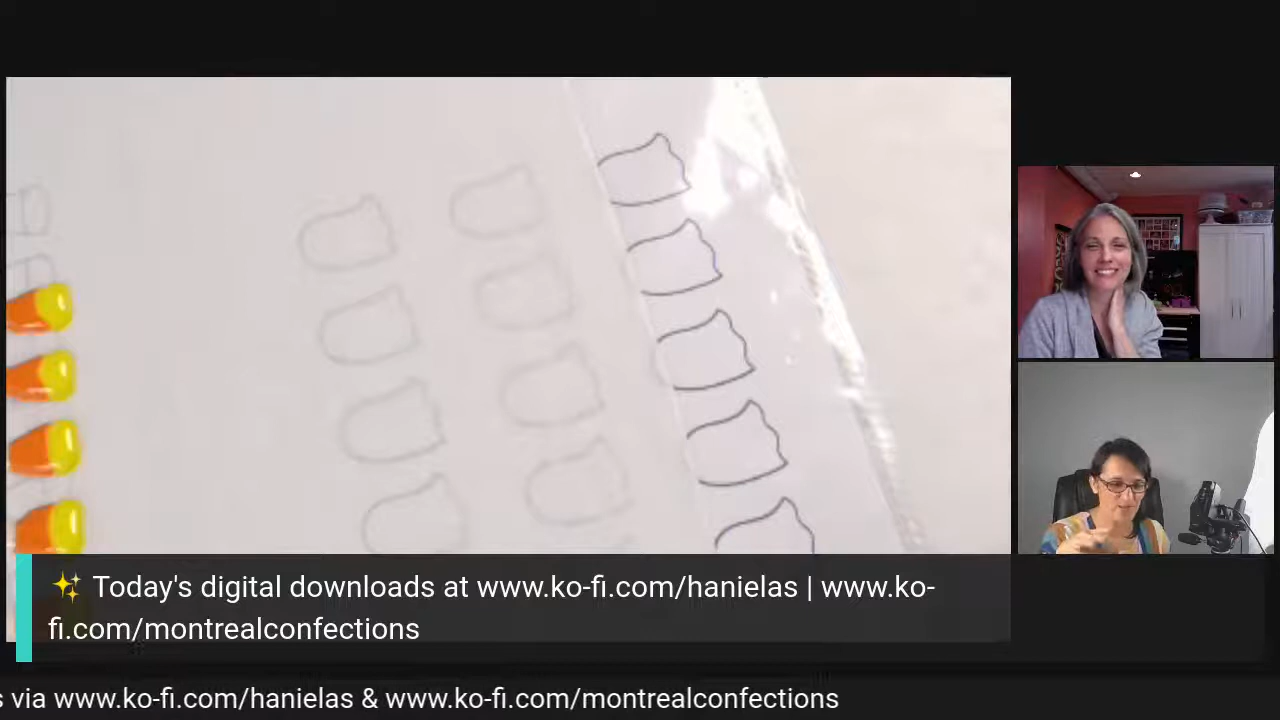 ✨ Today's digital downloads at www.ko-fi.com/hanielas | www.ko-
fi.com/montrealconfections
s via www.ko-fi.com/hanielas & www.ko-fi.com/montrealconfections